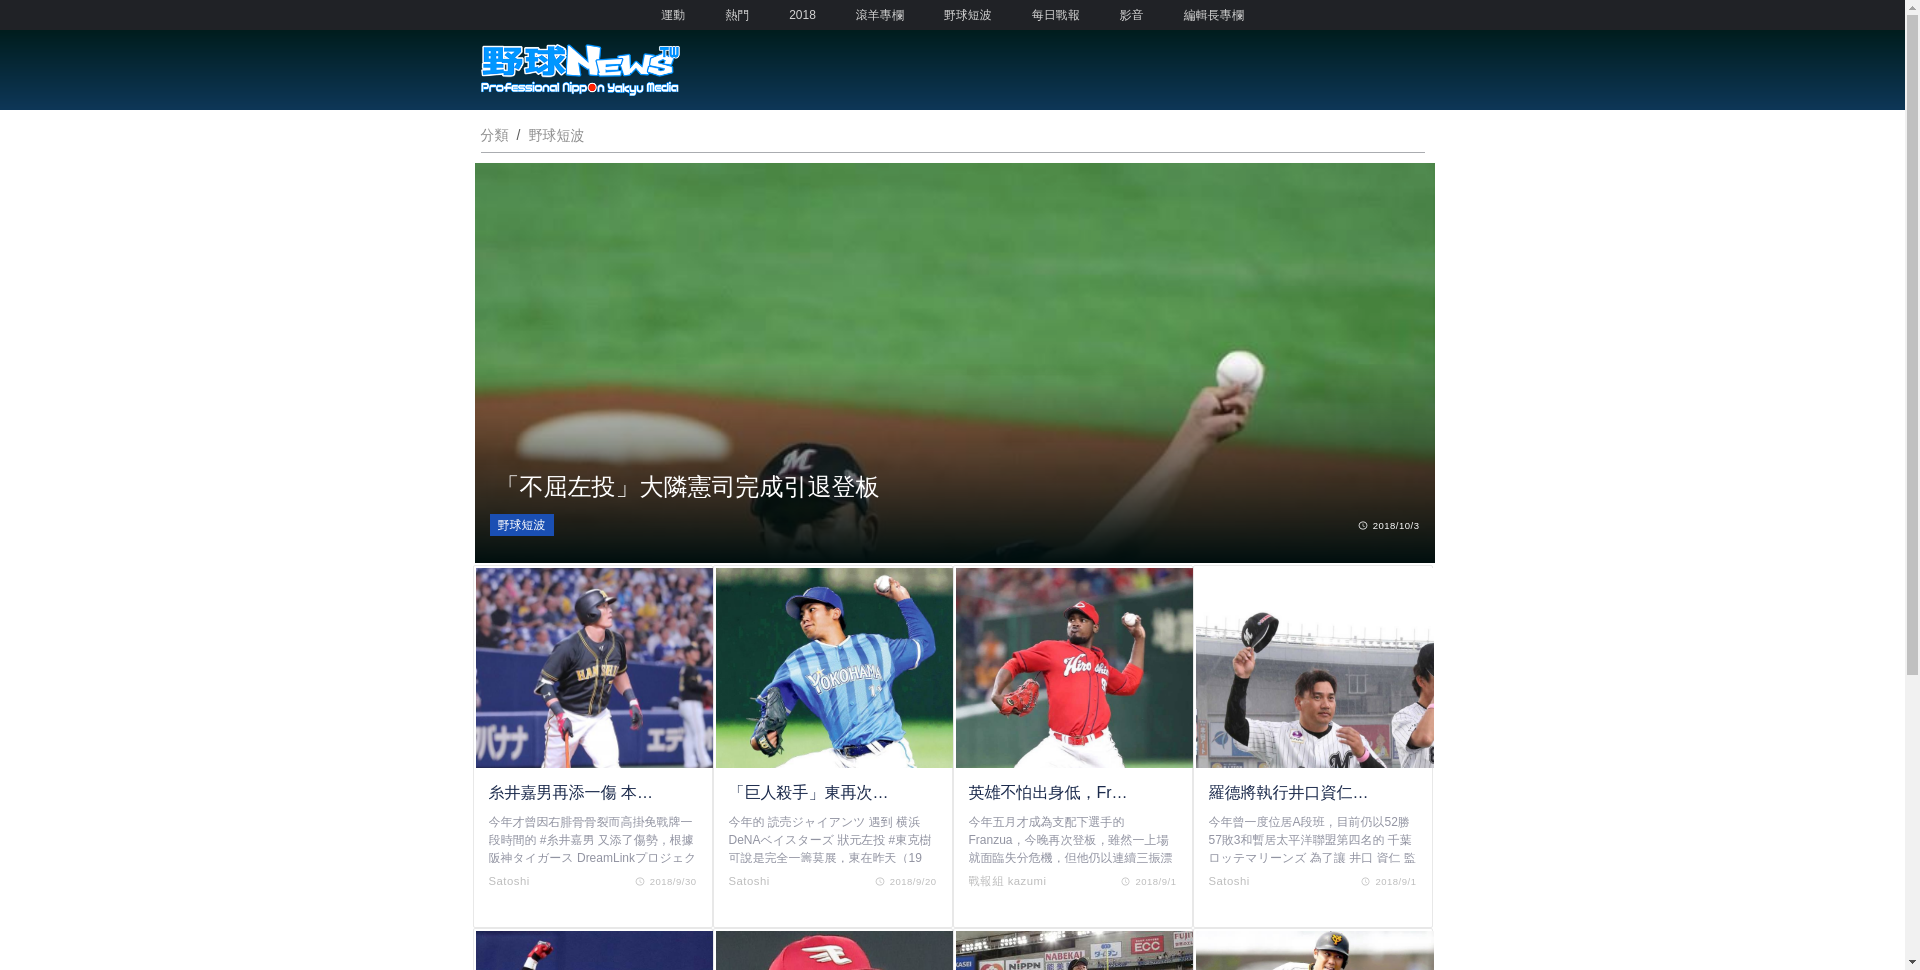 運動 熱門 2018 滾羊專欄 野球短波 每日戰報 影音 編輯長專欄
野球News TW
Professional Nippon Yakyu Media
分類 / 野球短波
「不屈左投」大隣憲司完成引退登板
野球短波
2018/10/3
HANSHIN
バナナ
エデ
YOKOHAMA
Hiroshima
糸井嘉男再添一傷 本…
今年才曾因右腓骨骨裂而高掛免戰牌一
段時間的 #糸井嘉男 又添了傷勢，根據
阪神タイガース DreamLinkプロジェク
Satoshi
2018/9/30
「巨人殺手」東再次…
今年的 読売ジャイアンツ 遇到 横浜
DeNAベイスターズ 狀元左投 #東克樹
可說是完全一籌莫展，東在昨天（19
Satoshi
2018/9/20
英雄不怕出身低，Fr…
今年五月才成為支配下選手的
Franzua，今晚再次登板，雖然一上場
就面臨失分危機，但他仍以連續三振漂
戰報組 kazumi
2018/9/1
羅德將執行井口資仁…
今年曾一度位居A段班，目前仍以52勝
57敗3和暫居太平洋聯盟第四名的 千葉
ロッテマリーンズ 為了讓 井口 資仁 監
Satoshi
2018/9/1
KASEI
NIPPN
NABEKAI
ECC
FUJI